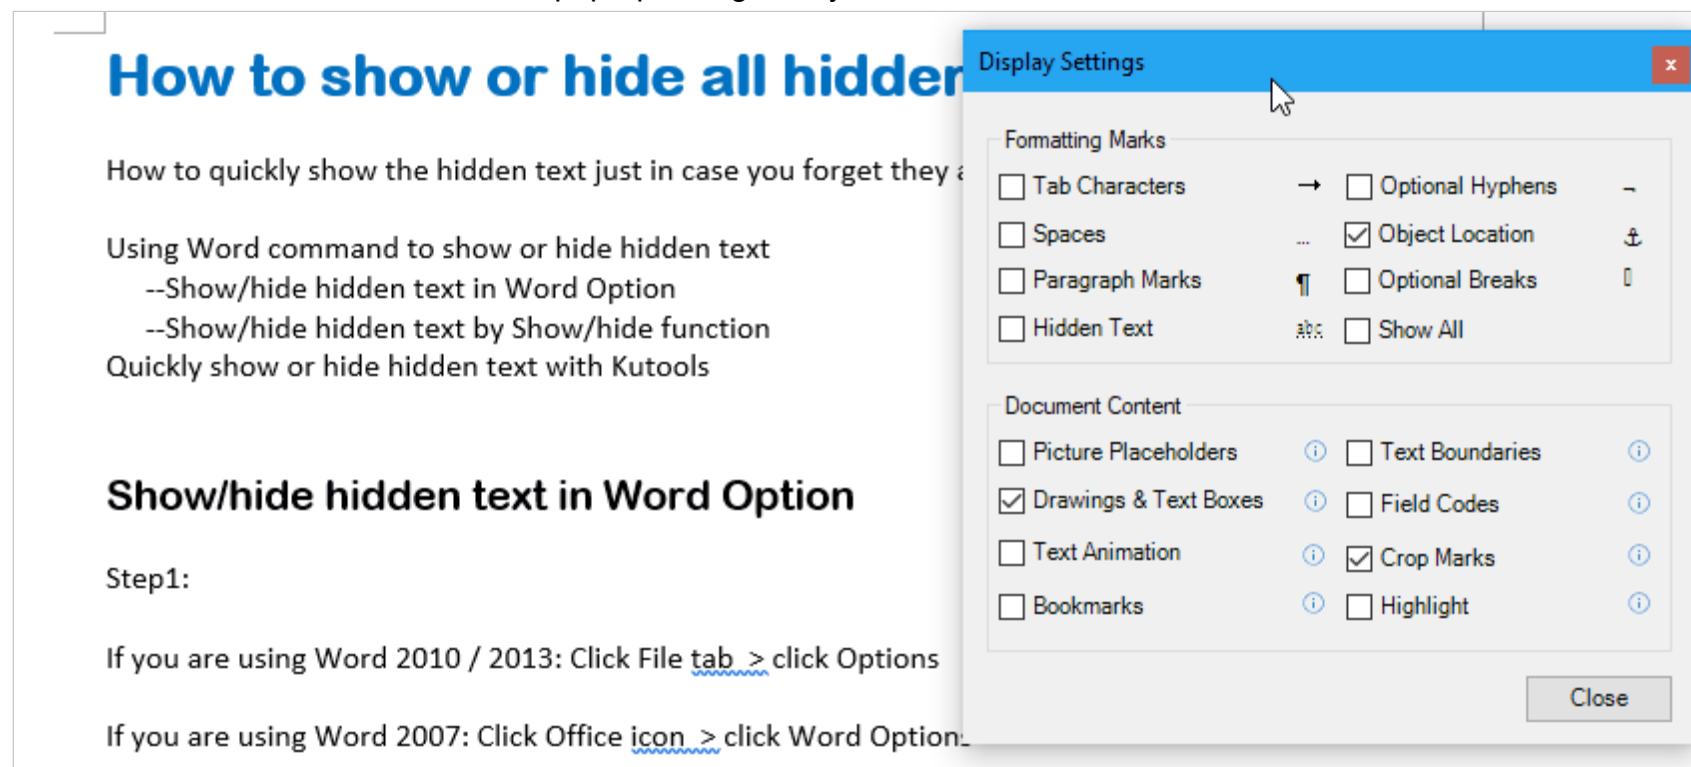 How to show or hide all hidden
How to quickly show the hidden text just in case you forget they
Using Word command to show or hide hidden text
--Show/hide hidden text in Word Option
--Show/hide hidden text by Show/hide function
Quickly show or hide hidden text with Kutools
Show/hide hidden text in Word Option
Step1:
If you are using Word 2010 / 2013: Click File tab > click Options
If you are using Word 2007: Click Office icon > click Word Options
Display Settings
x
Formatting Marks
Tab Characters → Optional Hyphens ¬
Spaces ... Object Location
Paragraph Marks ¶ Optional Breaks
Hidden Text abc Show All
Document Content
Picture Placeholders Text Boundaries
Drawings & Text Boxes Field Codes
Text Animation Crop Marks
Bookmarks Highlight
Close